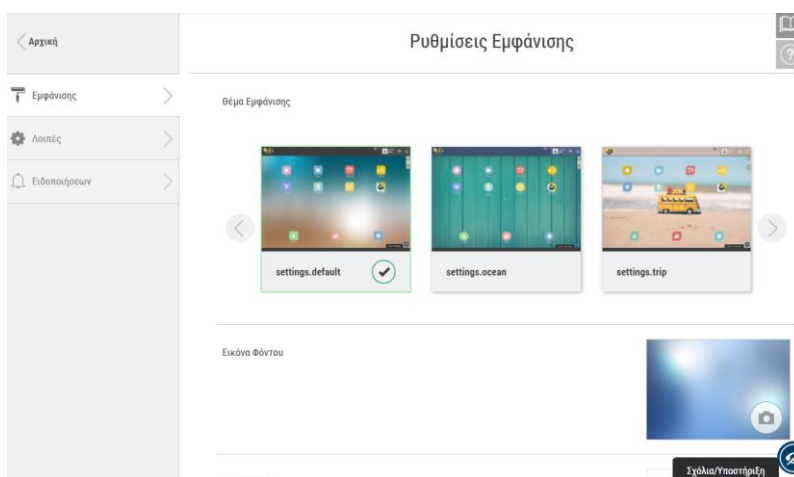 Αρχική
Ρυθμίσεις Εμφάνισης
Εμφάνισης
Λοιπές
Ειδοποιήσεων
Θέμα Εμφάνισης
settings.default
settings.ocean
settings.trip
Εικόνα Φόντου
Σχόλια/Υποστήριξη